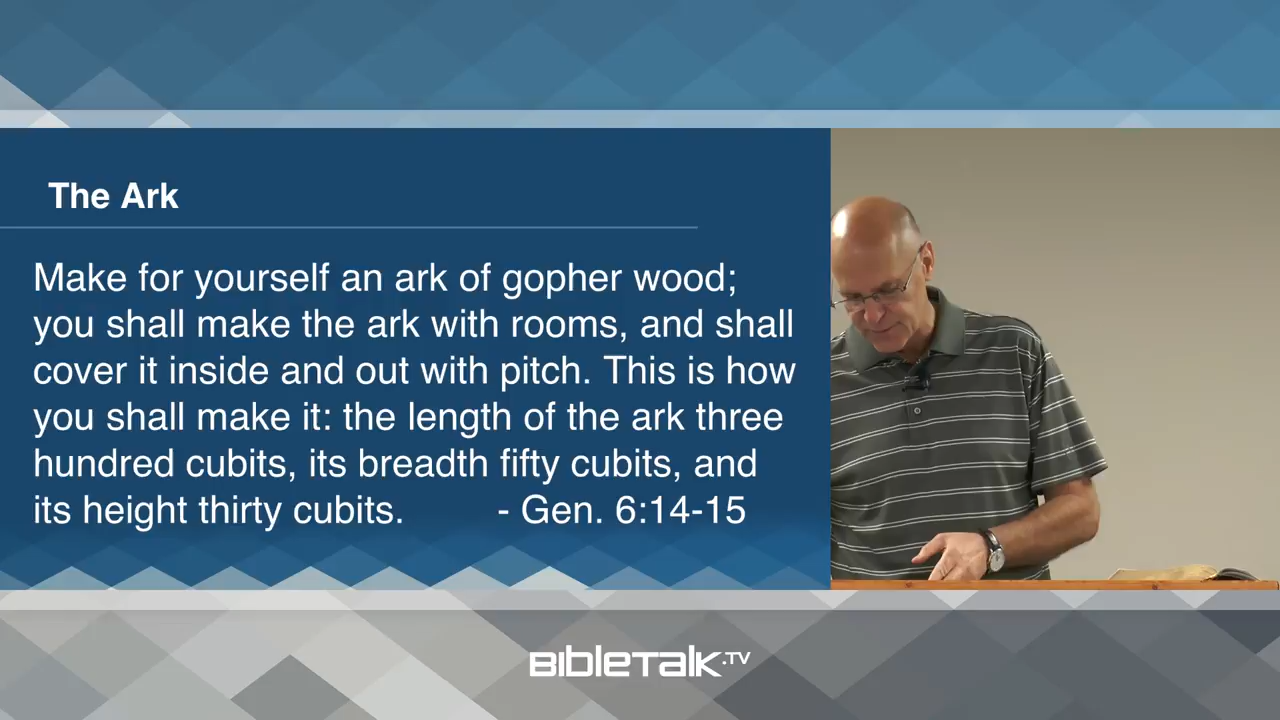 The Ark
Make for yourself an ark of gopher wood;
you shall make the ark with rooms, and shall
cover it inside and out with pitch. This is how
you shall make it: the length of the ark three
hundred cubits, its breadth fifty cubits, and
its height thirty cubits. - Gen. 6:14-15
BibleTalk.TV